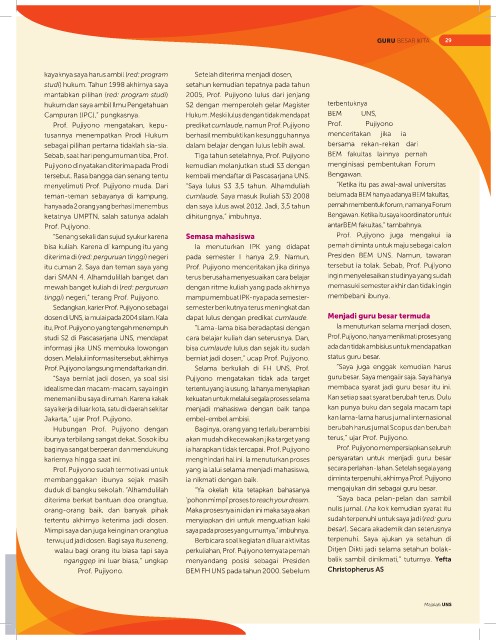 GURU BESAR KITA 29
kayaknya saya harus ambil (red: program
studi) hukum. Tahun 1998 akhirnya saya
mantabkan pilihan (red: program studi)
hukum dan saya ambil Ilmu Pengetahuan
Campuran (IPC),” pungkasnya.
Prof. Pujiyono mengatakan, kepu-
tusannya menempatkan Prodi Hukum
sebagai pilihan pertama tidaklah sia-sia.
Sebab, saat hari pengumuman tiba, Prof.
Pujiyono dinyatakan diterima pada Prodi
tersebut. Rasa bangga dan senang tentu
menyelimuti Prof. Pujiyono muda. Dari
teman-teman sebayanya di kampung,
hanya ada 2 orang yang berhasil menembus
ketatnya UMPTN, salah satunya adalah
Prof. Pujiyono.
“Senang sekali dan sujud syukur karena
bisa kuliah. Karena di kampung itu yang
diterima di (red: perguruan tinggi) negeri
itu cuman 2. Saya dan teman saya yang
dari SMAN 4. Alhamdulillah banget dan
mewah banget kuliah di (red: perguruan
tinggi) negeri,” terang Prof. Pujiyono.
Sedangkan, karier Prof. Pujiyono sebagai
dosen di UNS, ia mulai pada 2004 silam. Kala
itu, Prof. Pujiyono yang tengah menempuh
studi S2 di Pascasarjana UNS, mendapat
informasi jika UNS membuka lowongan
dosen. Melalui informasi tersebut, akhirnya
Prof. Pujiyono langsung mendaftarkan diri.
“Saya berniat jadi dosen, ya soal sisi
idealisme dan macam-macam, saya ingin
menemani ibu saya di rumah. Karena kakak
saya kerja di luar kota, satu di daerah sekitar
Jakarta,” ujar Prof. Pujiyono.
Hubungan Prof. Pujiyono dengan
ibunya terbilang sangat dekat. Sosok ibu
baginya sangat berperan dan mendukung
kariernya hingga saat ini.
Prof. Pujiyono sudah termotivasi untuk
membanggakan ibunya sejak masih
duduk di bangku sekolah. “Alhamdulilah
diterima berkat bantuan doa orangtua,
orang-orang baik, dan banyak pihak
tertentu akhirnya keterima jadi dosen.
Mimpi saya dan juga keinginan orangtua
terwujud jadi dosen. Bagi saya itu seneng,
walau bagi orang itu biasa tapi saya
nganggep ini luar biasa,” ungkap
Prof. Pujiyono.
Setelah diterima menjadi dosen,
setahun kemudian tepatnya pada tahun
2005, Prof. Pujiyono lulus dari jenjang
S2 dengan memperoleh gelar Magister
Hukum. Meski lulus dengan tidak mendapat
predikat cumlaude, namun Prof. Pujiyono
berhasil membuktikan kesungguhannya
dalam belajar dengan lulus lebih awal.
Tiga tahun setelahnya, Prof. Pujiyono
kemudian melanjutkan studi S3 dengan
kembali mendaftar di Pascasarjana UNS.
“Saya lulus S3 3,5 tahun. Alhamdulilah
cumlaude. Saya masuk (kuliah S3) 2008
dan saya lulus awal 2012. Jadi, 3,5 tahun
dihitungnya,” imbuhnya.
Semasa mahasiswa
Ia menuturkan IPK yang didapat
pada semester 1 hanya 2,9. Namun,
Prof. Pujiyono menceritakan jika dirinya
terus berusaha menyesuaikan cara belajar
dengan ritme kuliah yang pada akhirnya
mampu membuat IPK-nya pada semester-
semester berikutnya terus meningkat dan
dapat lulus dengan predikat cumlaude.
“Lama-lama bisa beradaptasi dengan
cara belajar kuliah dan seterusnya. Dan,
bisa cumlaude lulus dan sejak itu sudah
berniat jadi dosen,” ucap Prof. Pujiyono.
Selama berkuliah di FH UNS, Prof.
Pujiyono mengatakan tidak ada target
tertentu yang ia usung. Ia hanya menyiapkan
kekuatan untuk melalui segala proses selama
menjadi mahasiswa dengan baik tanpa
embel-embel ambisi.
Baginya, orang yang terlalu berambisi
akan mudah dikecewakan jika target yang
ia harapkan tidak tercapai. Prof. Pujiyono
menghindari hal ini. Ia menuturkan proses
yang ia lalui selama menjadi mahasiswa,
ia nikmati dengan baik.
“Ya okelah kita tetapkan bahasanya
‘pohon mimpi’ proses to reach your dream.
Maka prosesnya ini dan ini maka saya akan
menyiapkan diri untuk menguatkan kaki
saya pada proses yang umurnya,” imbuhnya.
Berbicara soal kegiatan di luar aktivitas
perkuliahan, Prof. Pujiyono ternyata pernah
menyandang posisi sebagai Presiden
BEM FH UNS pada tahun 2000. Sebelum
terbentuknya
BEM UNS,
Prof. Pujiyono
menceritakan jika ia
bersama rekan-rekan dari
BEM fakultas lainnya pernah
menginisasi pembentukan Forum
Bengawan.
“Ketika itu pas awal-awal universitas
belum ada BEM hanya adanya BEM fakultas,
pernah membentuk forum, namanya Forum
Bengawan. Ketika itu saya koordinator untuk
antarBEM fakultas,” tambahnya.
Prof. Pujiyono juga mengakui ia
pernah diminta untuk maju sebagai calon
Presiden BEM UNS. Namun, tawaran
tersebut ia tolak. Sebab, Prof. Pujiyono
ingin menyelesaikan studinya yang sudah
memasuki semester akhir dan tidak ingin
membebani ibunya.
Menjadi guru besar termuda
Ia menuturkan selama menjadi dosen,
Prof. Pujiyono, hanya menikmati proses yang
ada dan tidak ambisius untuk mendapatkan
status guru besar.
“Saya juga enggak kemudian harus
guru besar. Saya mengalir saja. Saya hanya
membaca syarat jadi guru besar itu ini.
Kan setiap saat syarat berubah terus. Dulu
kan punya buku dan segala macam tapi
kan lama-lama harus jurnal internasional
berubah harus jurnal Scopus dan berubah
terus,” ujar Prof. Pujiyono.
Prof. Pujiyono mempersiapkan seluruh
persyaratan untuk menjadi guru besar
secara perlahan-lahan. Setelah segala yang
diminta terpenuhi, akhirnya Prof. Pujiyono
mengajukan diri sebagai guru besar.
“Saya baca pelan-pelan dan sambil
nulis jurnal. Lha kok kemudian syarat itu
sudah terpenuhi untuk saya jadi (red: guru
besar). Secara akademik dan seterusnya
terpenuhi. Saya ajukan ya setahun di
Ditjen Dikti jadi selama setahun bolak-
balik sambil dinikmati,” tuturnya. Yefta
Christopherus AS
Majalah UNS